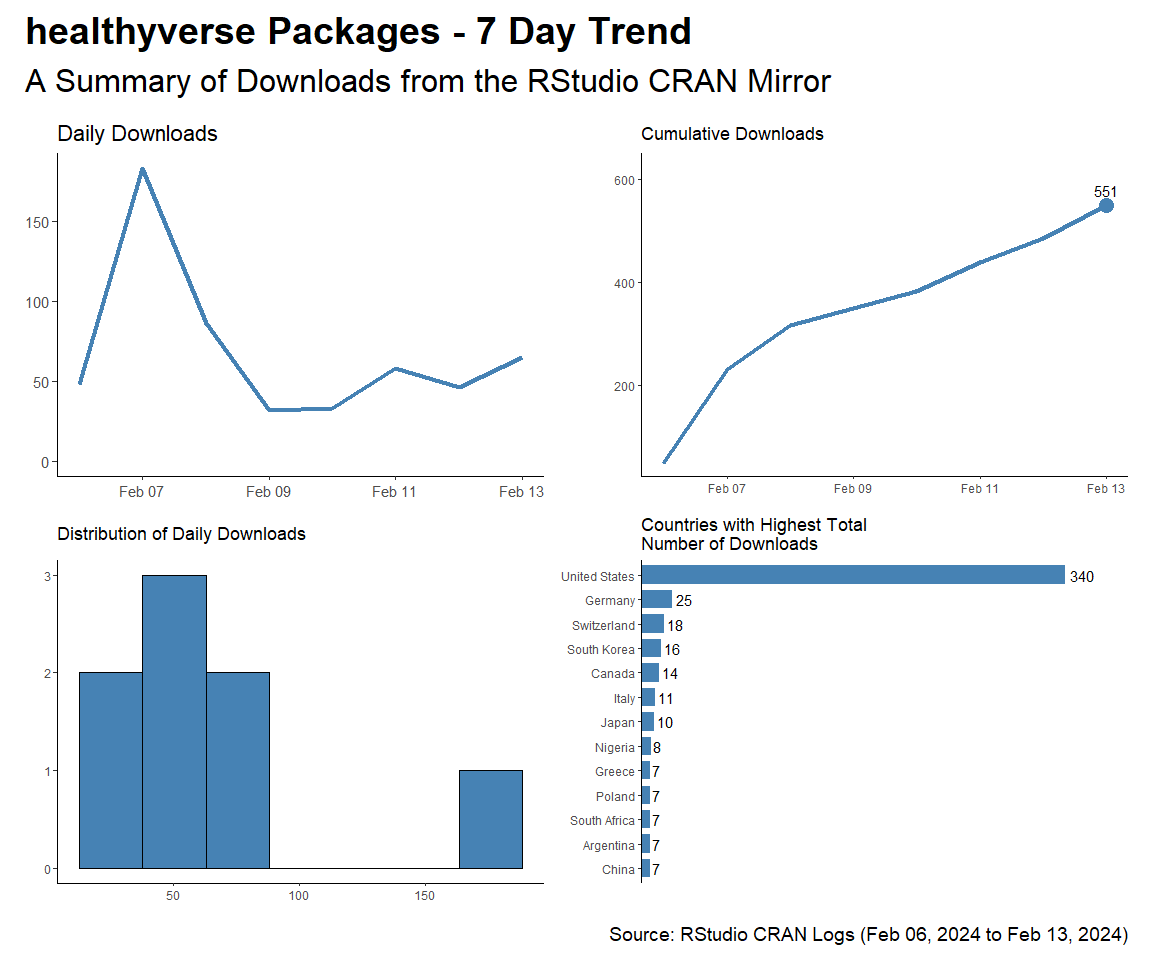 healthyverse Packages - 7 Day Trend
A Summary of Downloads from the RStudio CRAN Mirror
Daily Downloads
150
100
50
0
Feb 07 Feb 09 Feb 11 Feb 13
Cumulative Downloads
600
400
200
551
Feb 07 Feb 09 Feb 11 Feb 13
Distribution of Daily Downloads
3
2
1
0
50 100 150
Countries with Highest Total
Number of Downloads
United States 340
Germany 25
Switzerland 18
South Korea 16
Canada 14
Italy 11
Japan 10
Nigeria 8
Greece 7
Poland 7
South Africa 7
Argentina 7
China 7
Source: RStudio CRAN Logs (Feb 06, 2024 to Feb 13, 2024)